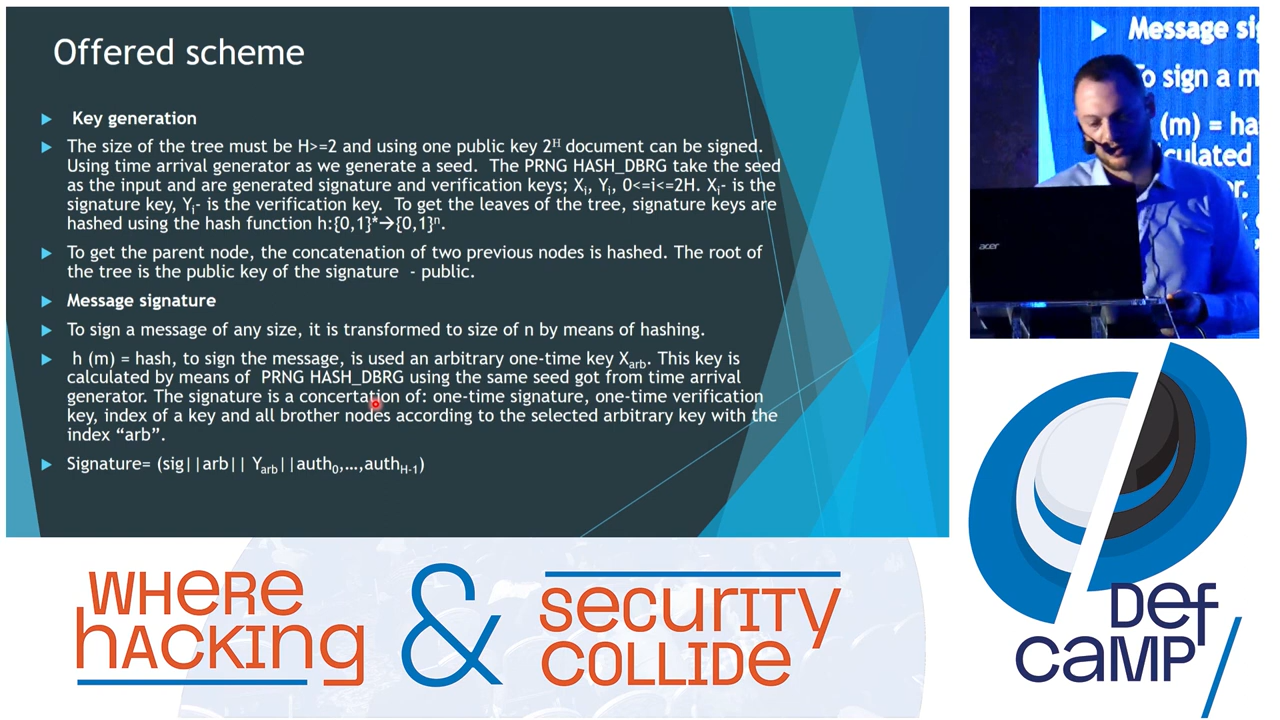 Offered scheme
Key generation
The size of the tree must be H>=2 and using one public key 2ᴴ document can be signed.
Using time arrival generator as we generate a seed. The PRNG HASH_DBRG take the seed
as the input and are generated signature and verification keys; Xᵢ, Yᵢ, 0<=i<=2H. Xᵢ- is the
signature key, Yᵢ- is the verification key. To get the leaves of the tree, signature keys are
hashed using the hash function h:{0,1}*→{0,1}ⁿ.
To get the parent node, the concatenation of two previous nodes is hashed. The root of
the tree is the public key of the signature - public.
Message signature
To sign a message of any size, it is transformed to size of n by means of hashing.
h (m) = hash, to sign the message, is used an arbitrary one-time key Xarb. This key is
calculated by means of PRNG HASH_DBRG using the same seed got from time arrival
generator. The signature is a concertation of: one-time signature, one-time verification
key, index of a key and all brother nodes according to the selected arbitrary key with the
index “arb”.
Signature= (sig||arb|| Yarb||auth₀,…,authH-1)
Message sig
To sign a m
(m) = ha
lculated
r.
acer
WHERE
HACKING
&
SECURITY
COLLIDE
DEF
CAMP/